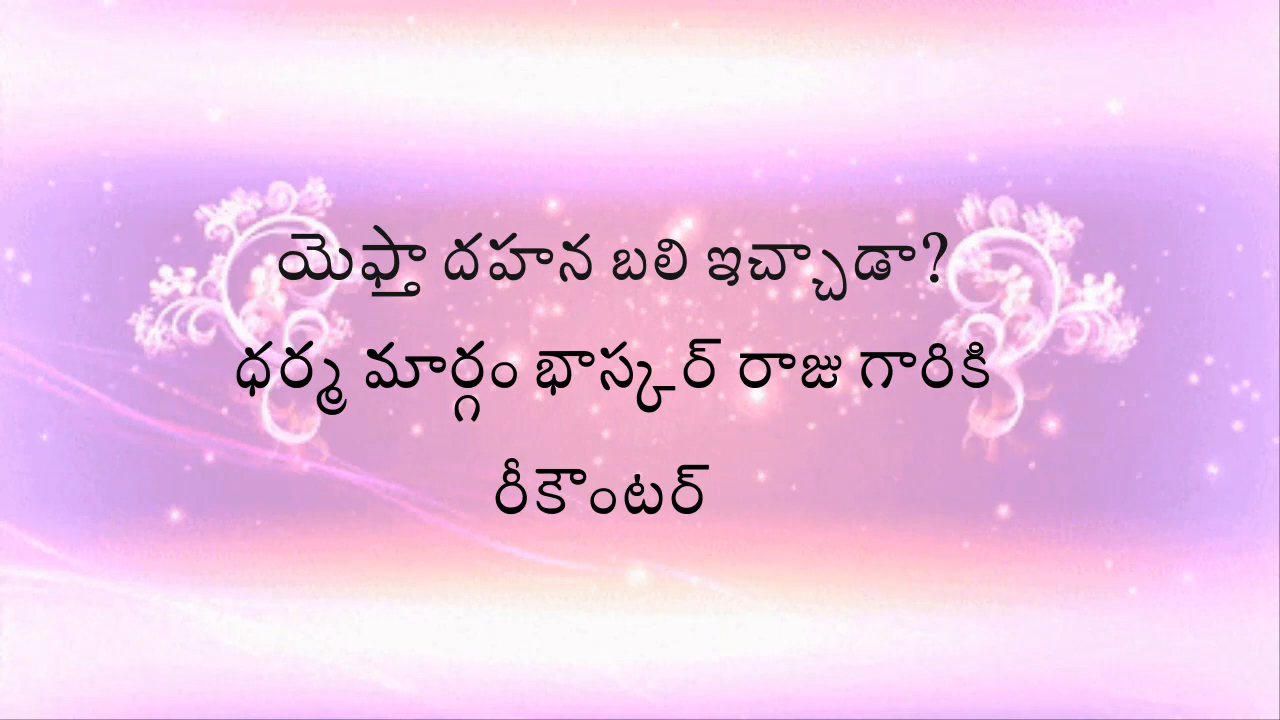 యెఫ్తా దహన బలి ఇచ్చాడా?
ధర్మ మార్గం భాస్కర్ రాజు గారికి
రీకౌంటర్